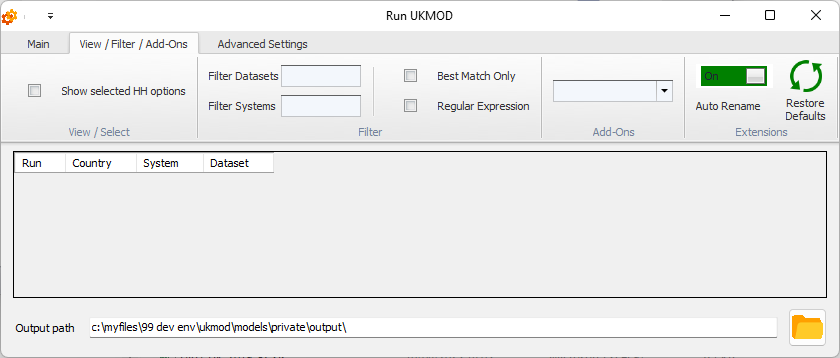 Run UKMOD
Main View / Filter / Add-Ons Advanced Settings
Show selected HH options
View / Select
Filter Datasets
Filter Systems
Best Match Only
Regular Expression
Filter
Add-Ons
On
Auto Rename
Restore
Defaults
Extensions
Run Country System Dataset
Output path c:\myfiles\99 dev env\ukmod\models\private\output\